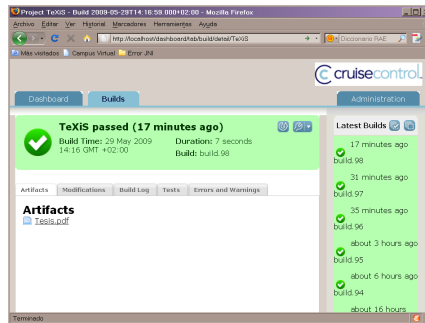 Project TeXiS - Build 2009-05-29T14:16:59.000+02:00 - Mozilla Firefox
Archivo Editar Ver Historial Marcadores Herramientas Ayuda
http://localhost/dashboard/tab/build/detail/TeXiS
Diccionario RAE
Más visitados Campus Virtual Error JNI
cruisecontrol
Dashboard Builds Administration
TeXiS passed (17 minutes ago)
Build Time: 29 May 2009 14:16 GMT +02:00
Duration: 7 seconds
Build: build.98
Artifacts Modifications Build Log Tests Errors and Warnings
Artifacts
Tesis.pdf
Latest Builds
17 minutes ago
build.98
31 minutes ago
build.97
35 minutes ago
build.96
about 3 hours ago
build.95
about 6 hours ago
build.94
about 16 hours
Terminado